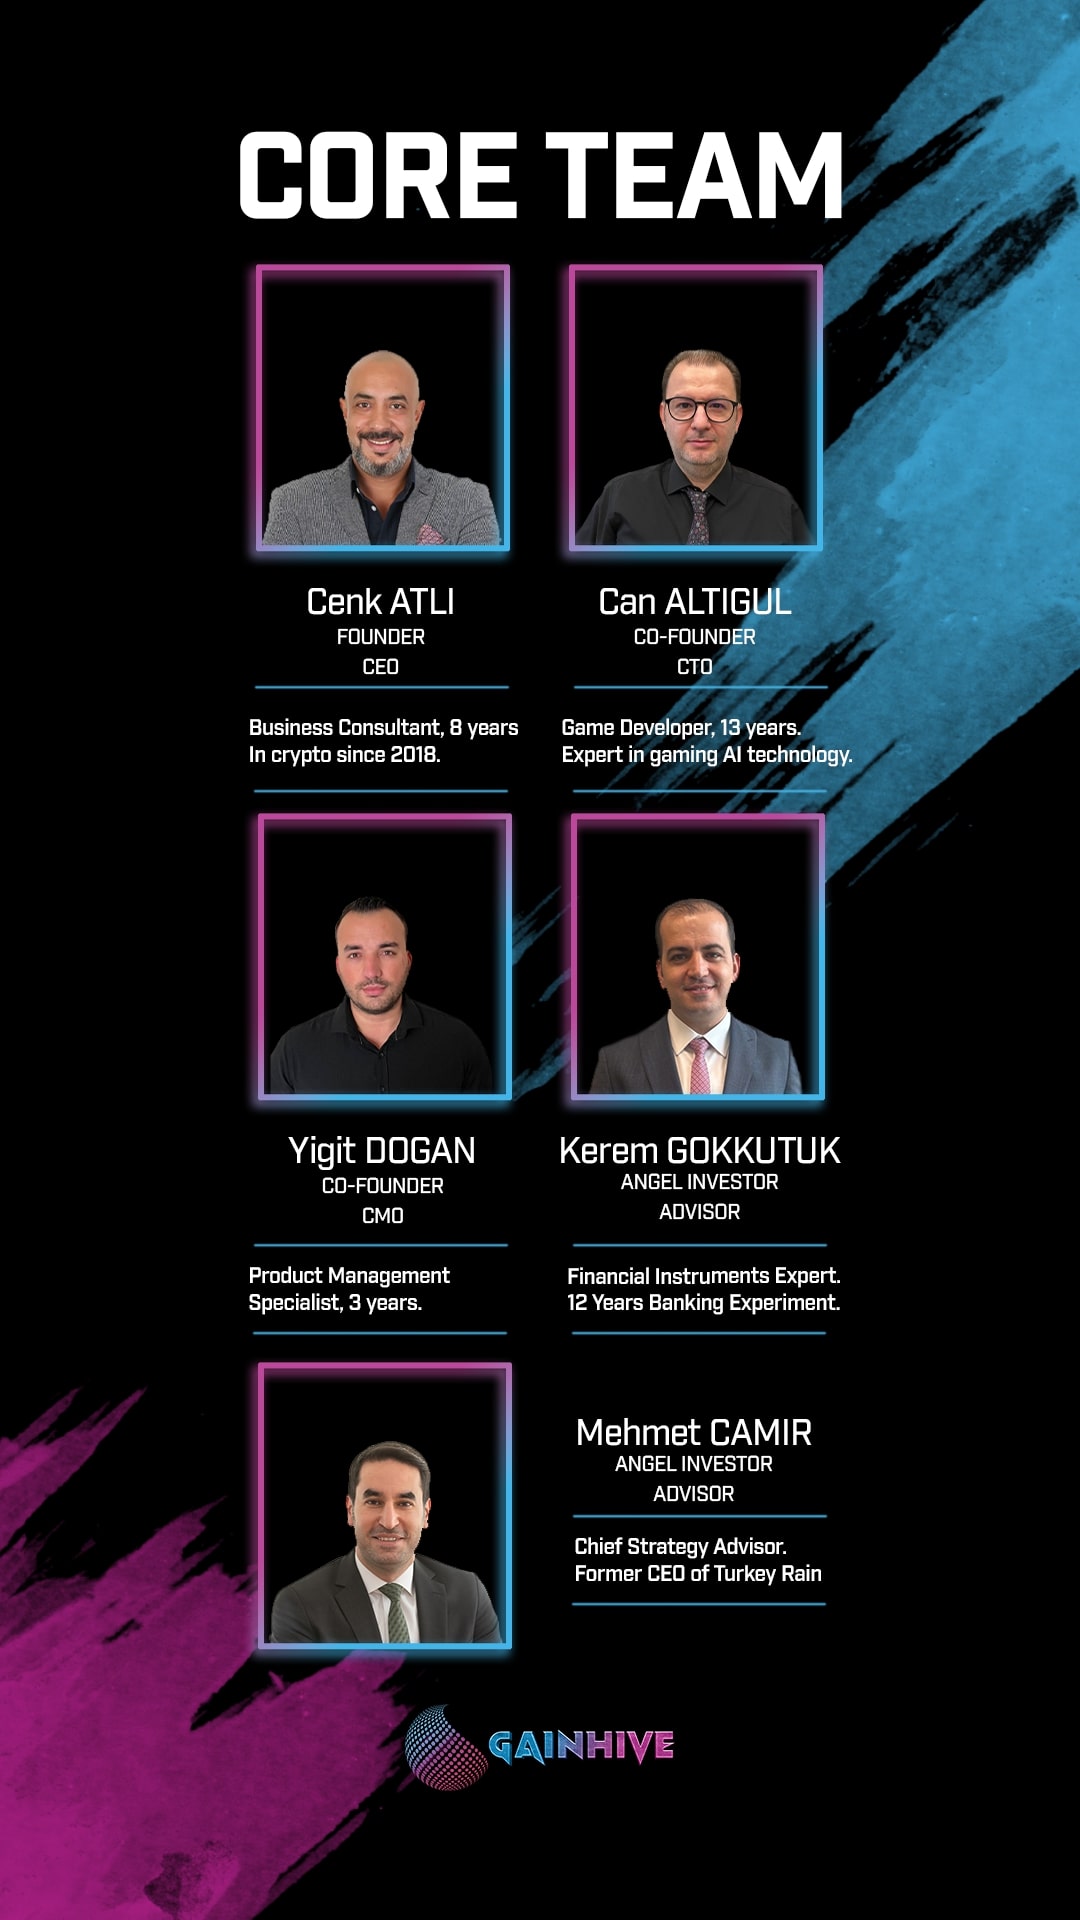 CORE TEAM
Cenk ATLI
FOUNDER
CEO
Business Consultant, 8 years
In crypto since 2018.
Can ALTIGUL
CO-FOUNDER
CTO
Game Developer, 13 years.
Expert in gaming AI technology.
Yigit DOGAN
CO-FOUNDER
CMO
Product Management
Specialist, 3 years.
Kerem GOKKUTUK
ANGEL INVESTOR
ADVISOR
Financial Instruments Expert.
12 Years Banking Experiment.
Mehmet CAMIR
ANGEL INVESTOR
ADVISOR
Chief Strategy Advisor.
Former CEO of Turkey Rain
GAINHIVE